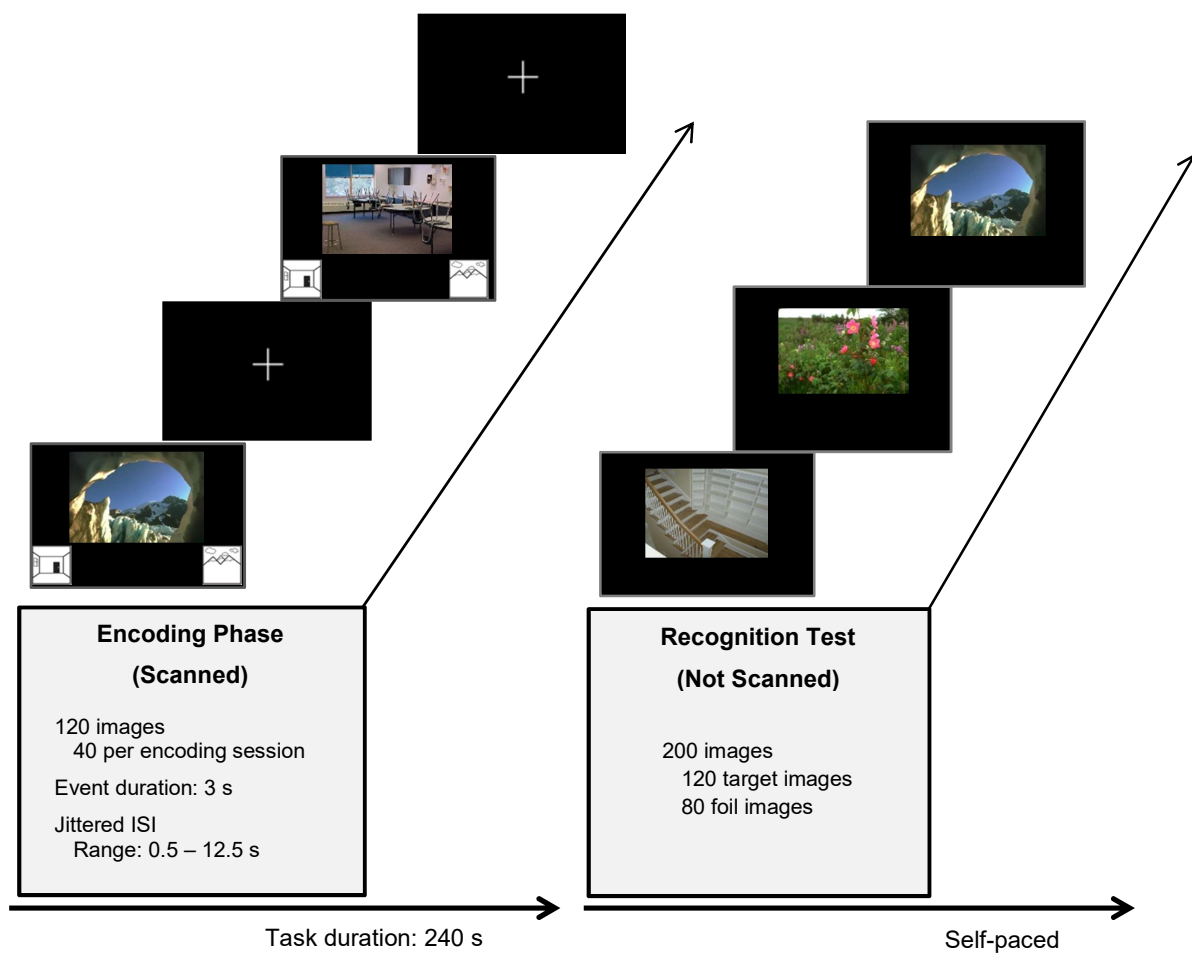 Encoding Phase
(Scanned)
120 images
40 per encoding session
Event duration: 3 s
Jittered ISI
Range: 0.5 – 12.5 s
Task duration: 240 s
Recognition Test
(Not Scanned)
200 images
120 target images
80 foil images
Self-paced